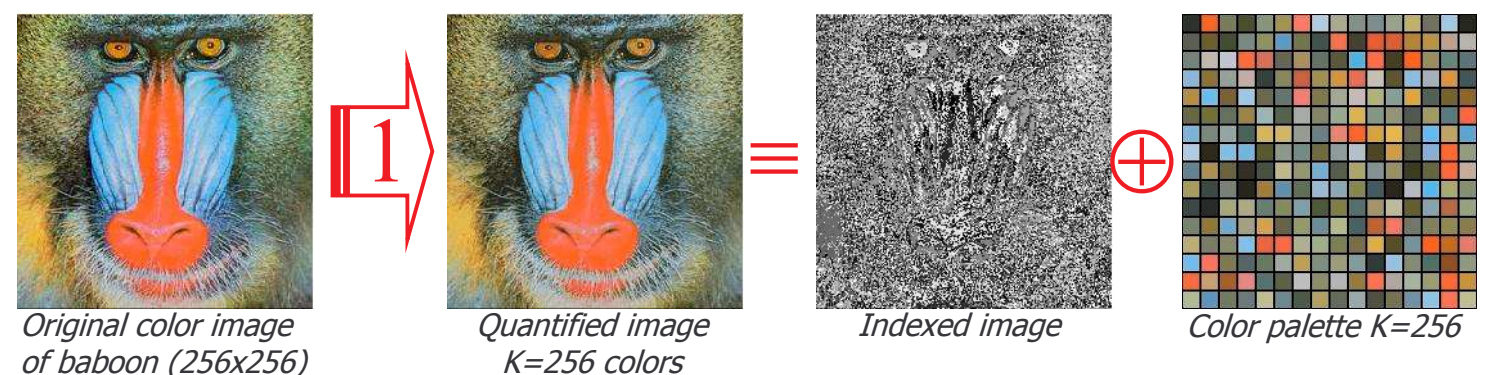 1
Original color image
of baboon (256x256)
Quantified image
K=256 colors
Indexed image
Color palette K=256